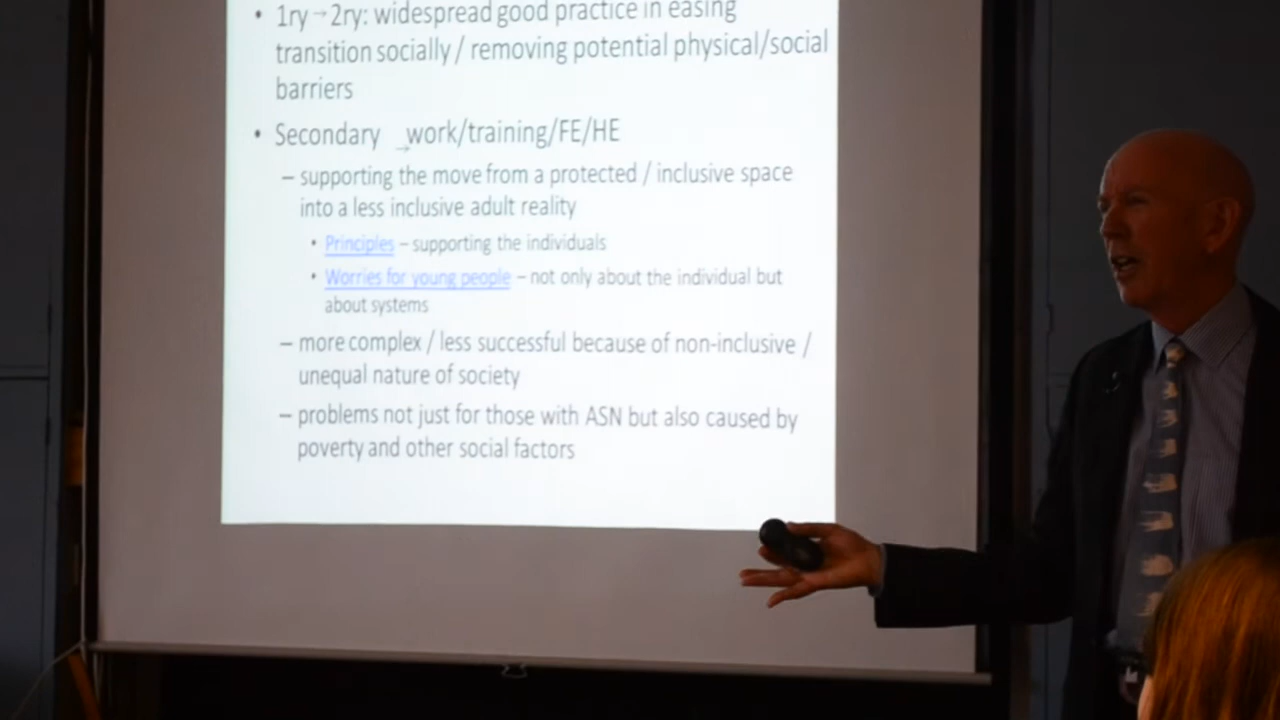 • 1ry → 2ry: widespread good practice in easing
transition socially / removing potential physical/social
barriers
• Secondary → work/training/FE/HE
– supporting the move from a protected / inclusive space
into a less inclusive adult reality
• Principles – supporting the individuals
• Worries for young people – not only about the individual but
about systems
– more complex / less successful because of non-inclusive /
unequal nature of society
– problems not just for those with ASN but also caused by
poverty and other social factors